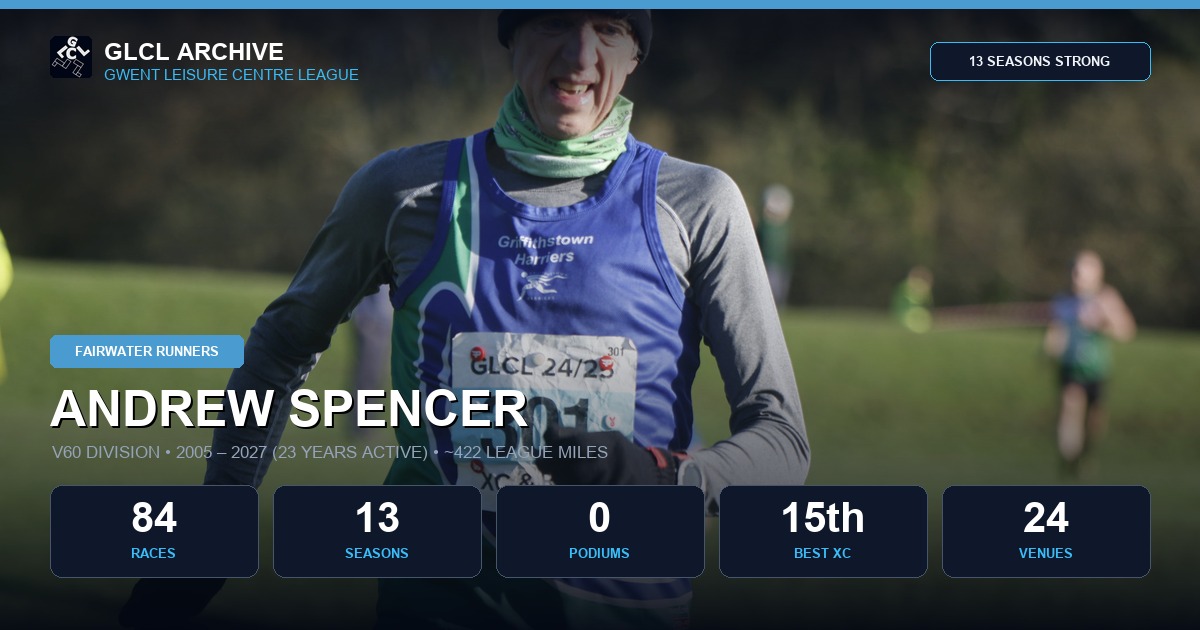 GLCL ARCHIVE
GWENT LEISURE CENTRE LEAGUE
13 SEASONS STRONG
Griffithstown
Harriers
301
GLCL 24/25
FAIRWATER RUNNERS
ANDREW SPENCER
V60 DIVISION • 2005 – 2027 (23 YEARS ACTIVE) • ~422 LEAGUE MILES
XC &
84
RACES
13
SEASONS
0
PODIUMS
15th
BEST XC
24
VENUES